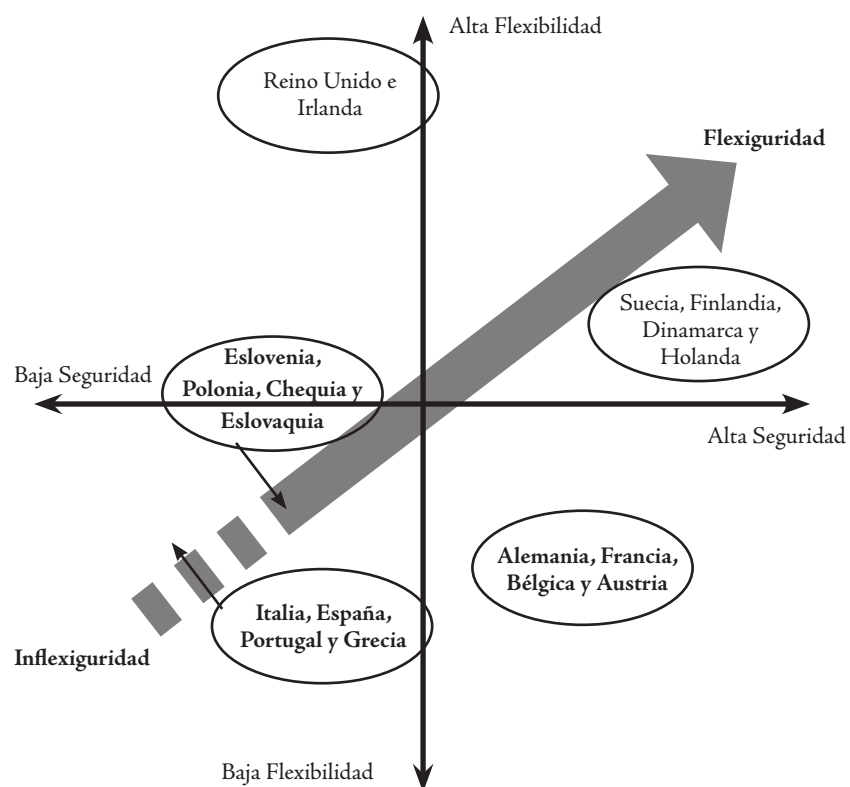 Alta Flexibilidad
Reino Unido e
Irlanda
Flexiguridad
Suecia, Finlandia,
Dinamarca y
Holanda
Eslovenia,
Polonia, Chequia y
Eslovaquia
Baja Seguridad
Alta Seguridad
Alemania, Francia,
Bélgica y Austria
Italia, España,
Portugal y Grecia
Inflexiguridad
Baja Flexibilidad